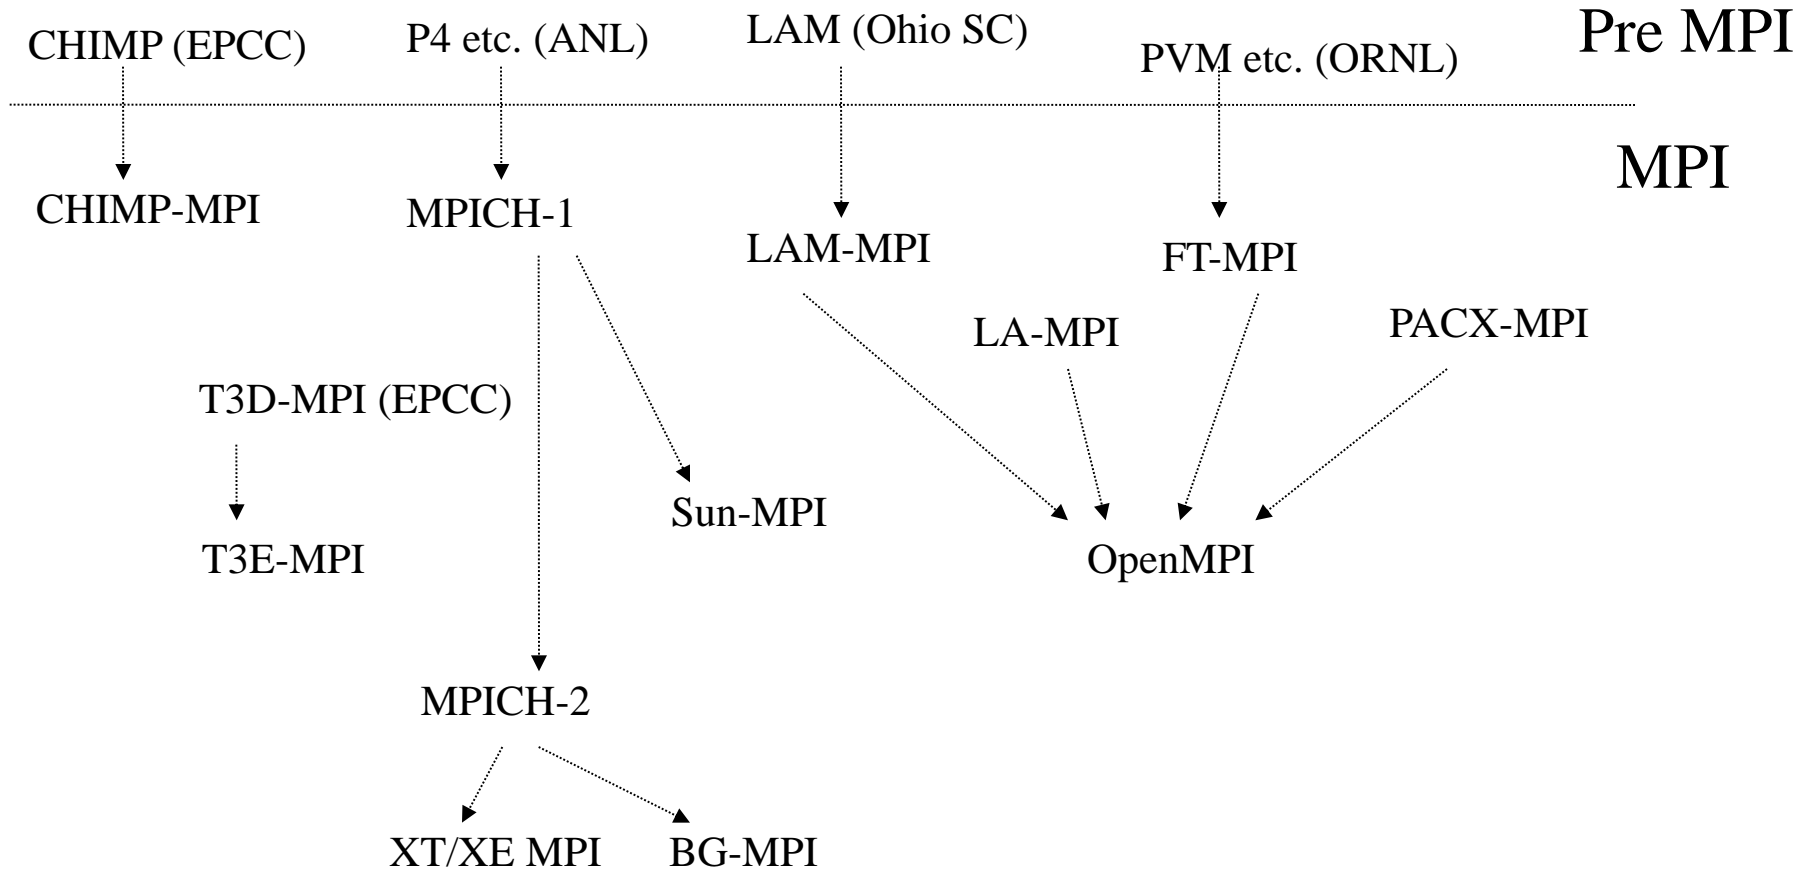 CHIMP (EPCC)
P4 etc. (ANL)
LAM (Ohio SC)
PVM etc. (ORNL)
Pre MPI
MPI
CHIMP-MPI
MPICH-1
LAM-MPI
FT-MPI
LA-MPI
PACX-MPI
T3D-MPI (EPCC)
Sun-MPI
T3E-MPI
OpenMPI
MPICH-2
XT/XE MPI
BG-MPI